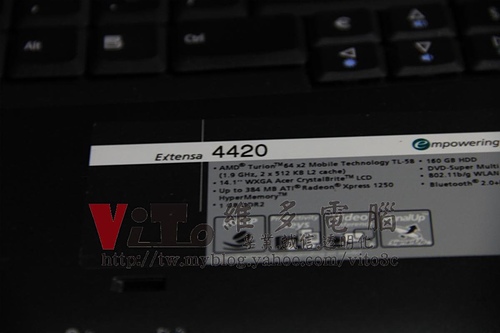 Alt
Ctrl
€
Extensa 4420
empowering
• AMD® Turion™64 x2 Mobile Technology TL-58
(1.9 GHz, 2 x 512 KB L2 cache)
• 14.1" WXGA Acer CrystalBrite™ LCD
• Up to 384 MB ATI® Radeon® Xpress 1250
HyperMemory™
• 1 GB DDR2
• 160 GB HDD
• DVD-Super Multi
• 802.11b/g WLAN
• Bluetooth® 2.0+
ViTo 維多電腦
http://tw.myblog.yahoo.com/vito3c